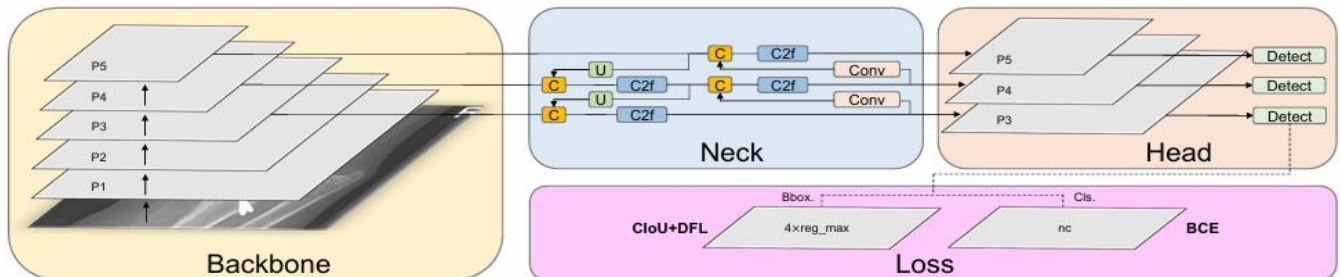 P5
P4
P3
P2
P1
Backbone
C C2f
U Conv
C C2f C C2f
U Conv
C C2f
Neck
P5 Detect
P4 Detect
P3 Detect
Head
Bbox. Cls.
CIoU+DFL 4×reg_max nc BCE
Loss